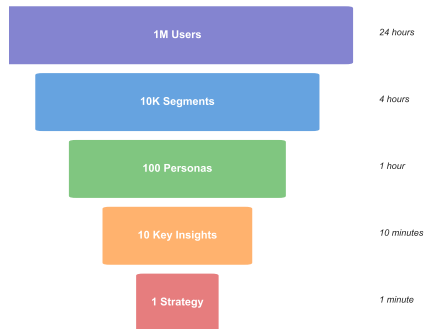 1M Users
24 hours
10K Segments
4 hours
100 Personas
1 hour
10 Key Insights
10 minutes
1 Strategy
1 minute